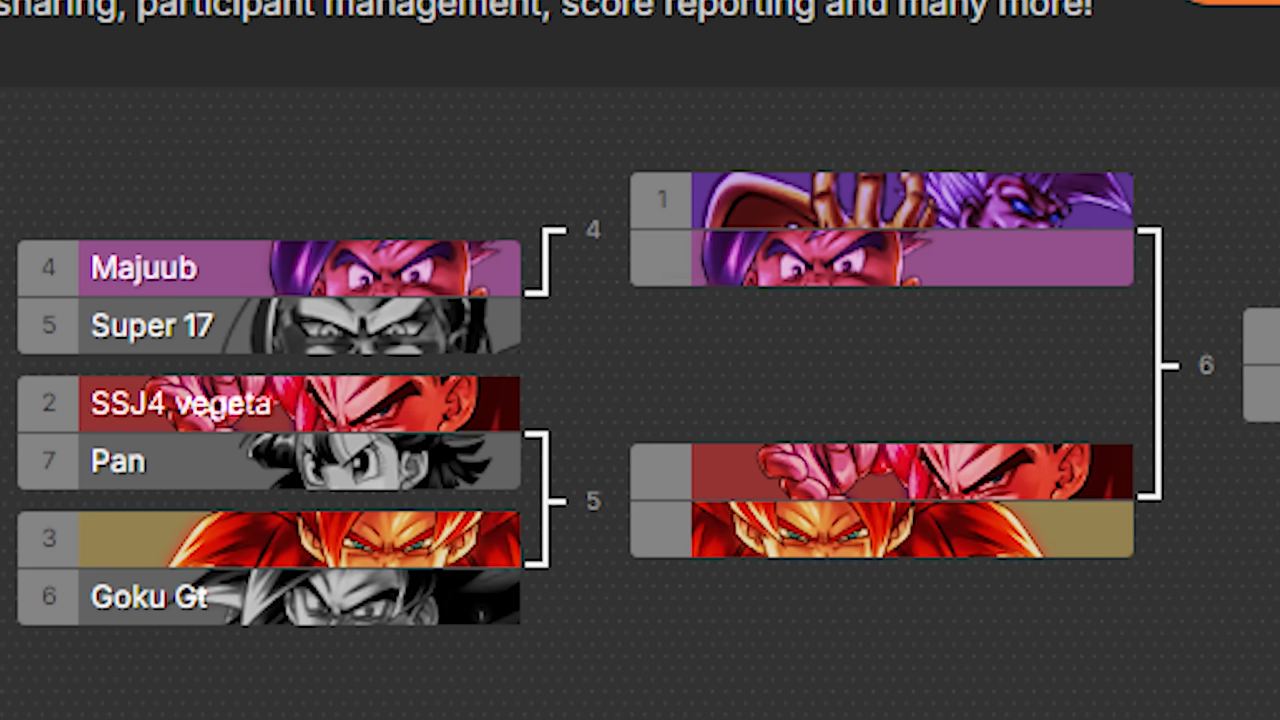 sharing, participant management, score reporting and many more!
4 Majuub
5 Super 17
2 SSJ4 vegeta
7 Pan
3
6 Goku Gt
4
5
1
6